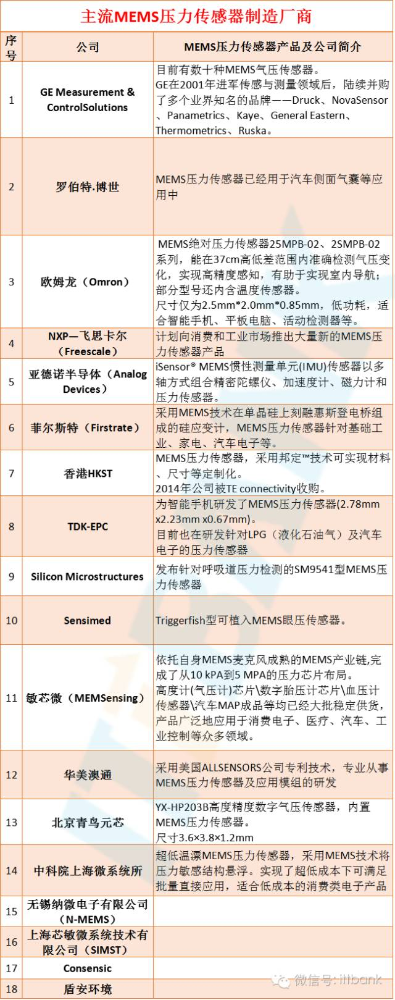 主流MEMS压力传感器制造厂商
序号
公司
MEMS压力传感器产品及公司简介
1
GE Measurement &
ControlSolutions
目前有数十种MEMS气压传感器。
GE在2001年进军传感与测量领域后，陆续并购
了多个业界知名的品牌——Druck、NovaSensor
、Panametrics、Kaye、General Eastern、
Thermometrics、Ruska。
2
罗伯特.博世
MEMS压力传感器已经用于汽车侧面气囊等应
用中
3
欧姆龙（Omron）
MEMS绝对压力传感器25MPB-02、2SMPB-02
系列，能在37cm高低差范围内准确检测气压变
化，实现高精度感知，有助于实现室内导航；
部分型号还内含温度传感器。
尺寸仅为2.5mm*2.0mm*0.85mm，低功耗，适
合智能手机、平板电脑、活动检测器等。
4
NXP—飞思卡尔
（Freescale）
计划向消费和工业市场推出大量新的MEMS压
力传感器产品
5
亚德诺半导体（Analog
Devices）
iSensor® MEMS惯性测量单元(IMU)传感器以多
轴方式组合精密陀螺仪、加速度计、磁力计和
压力传感器。
6
菲尔斯特（Firstrate）
采用MEMS技术在单晶硅上刻融惠斯登电桥组
成的硅应变计，MEMS压力传感器针对基础工
业、家电、汽车电子等。
7
香港HKST
MEMS压力传感器，采用邦定™技术可实现材料
、尺寸等定制化。
2014年公司被TE connectivity收购。
8
TDK-EPC
为智能手机研发了MEMS压力传感器(2.78mm
x2.23mm x0.67mm)。
目前也在研发针对LPG（液化石油气）及汽车
电子的压力传感器
9
Silicon Microstructures
发布针对呼吸道压力检测的SM9541型MEMS压
力传感器
10
Sensimed
Triggerfish型可植入MEMS眼压传感器。
11
敏芯微（MEMSensing）
依托自身MEMS麦克风成熟的MEMS产业链,完
成了从10 kPA到5 MPA的压力芯片布局。
高度计(气压计)芯片\数字胎压计芯片\血压计
传感器\汽车MAP成品等均已经大批稳定供货，
产品广泛地应用于消费电子、医疗、汽车、工
业控制等众多领域。
12
华美澳通
采用美国ALLSENSORS公司专利技术，专业从事
MEMS压力传感器及应用模组的研发
13
北京青鸟元芯
YX-HP203B高度精度数字气压传感器，内置
MEMS压力传感器。
尺寸3.6×3.8×1.2mm
14
中科院上海微系统所
超低温漂MEMS压力传感器，采用MEMS技术将
压力敏感结构悬浮。实现了超低成本下可满足
批量直接应用，适合低成本的消费类电子产品
15
无锡纳微电子有限公司
（N-MEMS）
16
上海芯敏微系统技术有
限公司（SIMST）
17
Consensic
18
盾安环境
微信号: ittbank
ITTBANK